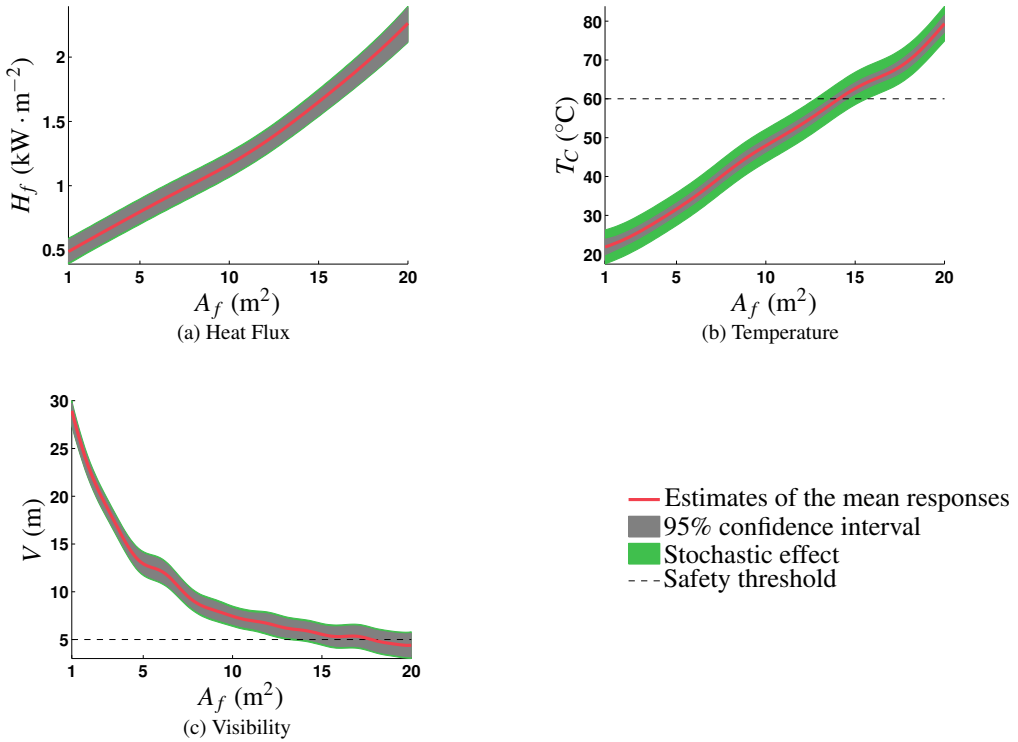 H_f (kW · m⁻²)
2
1.5
1
0.5
1 5 10 15 20
A_f (m²)
(a) Heat Flux
T_C (°C)
80
70
60
50
40
30
20
1 5 10 15 20
A_f (m²)
(b) Temperature
V (m)
30
25
20
15
10
5
1 5 10 15 20
A_f (m²)
(c) Visibility
Estimates of the mean responses
95% confidence interval
Stochastic effect
Safety threshold